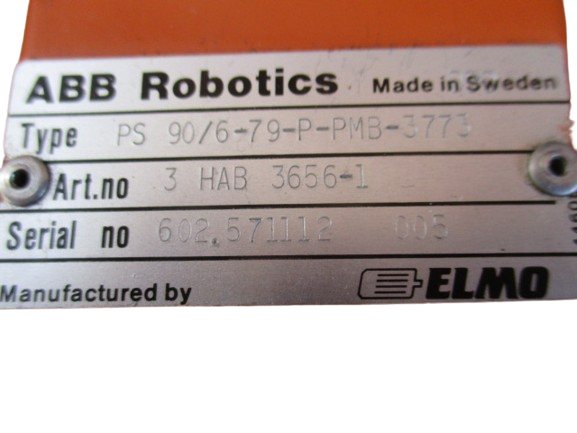 ABB Robotics Made in Sweden
Type PS 90/6-79-P-PMB-3773
Art.no 3 HAB 3656-1
Serial no 602.571112 005
Manufactured by ELMO